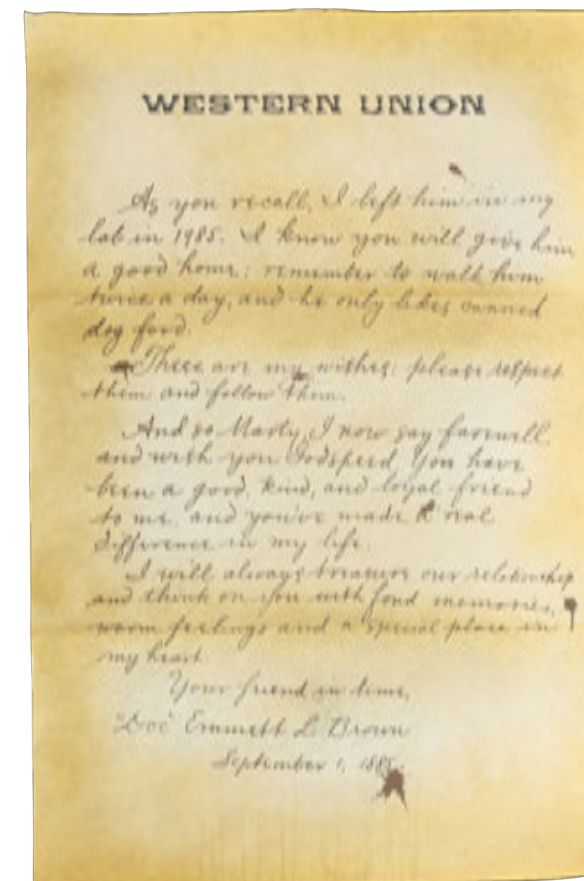 WESTERN UNION
As you recall, I left him in my
lab in 1985. I know you will give him
a good home: remember to walk him
twice a day, and he only likes canned
dog food.
These are my wishes: please respect
them and follow them.
And so Marty, I now say farewell
and wish you Godspeed. You have
been a good, kind, and loyal friend
to me, and you've made a real
difference in my life.
I will always treasure our relationship
and think on you with fond memories,
warm feelings and a special place in
my heart.
Your friend in time,
"Doc" Emmett L. Brown
September 1, 1885.